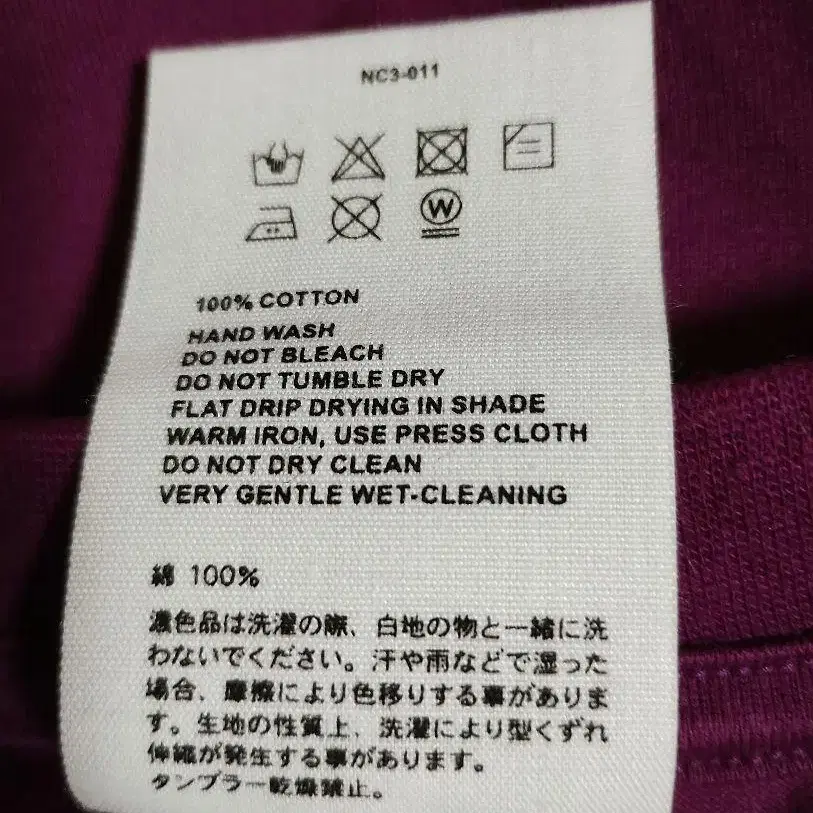 NC3-011
W
100% COTTON
HAND WASH
DO NOT BLEACH
DO NOT TUMBLE DRY
FLAT DRIP DRYING IN SHADE
WARM IRON, USE PRESS CLOTH
DO NOT DRY CLEAN
VERY GENTLE WET-CLEANING
綿 100%
濃色品は洗濯の際、白地の物と一緒に洗
わないでください。汗や雨などで湿った
場合、摩擦により色移りする事がありま
す。生地の性質上、洗濯により型くずれ
伸縮が発生する事があります。
タンブラー乾燥禁止。